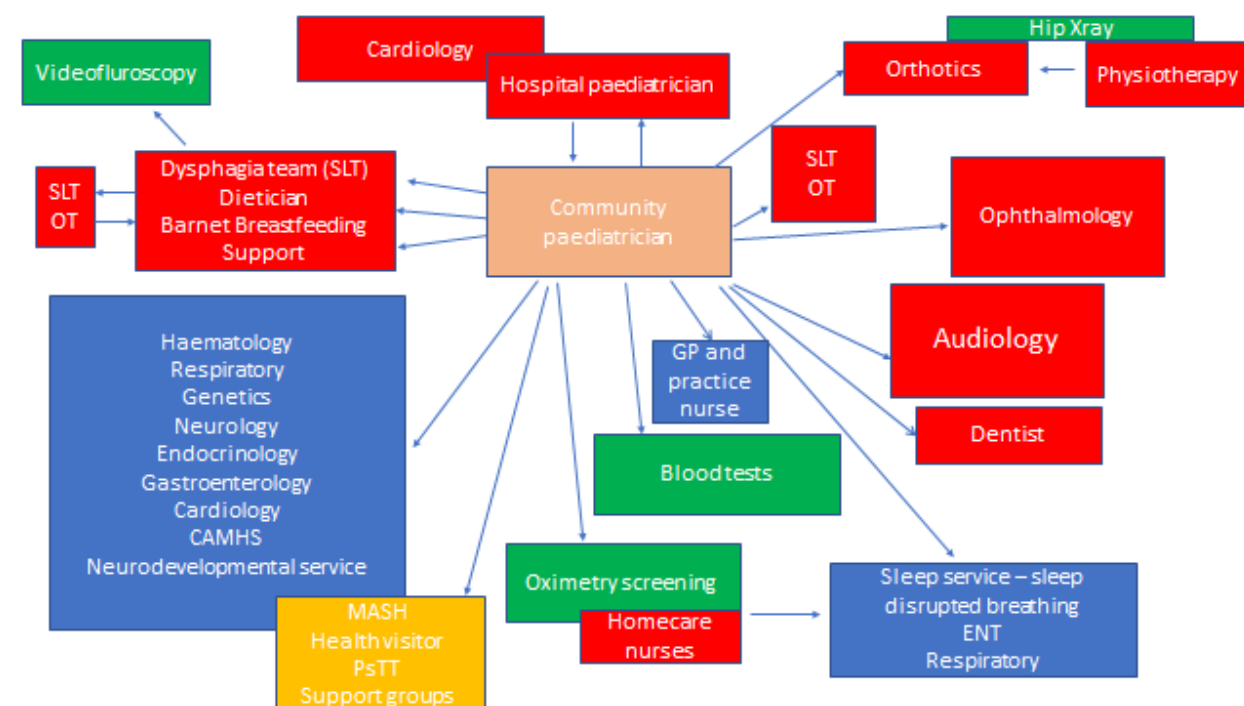 Hip Xray
Cardiology
Videofluroscopy
Orthotics
Physiotherapy
Hospital paediatrician
Dysphagia team (SLT)
Dietician
Barnet Breastfeeding
Support
SLT
OT
SLT
OT
Community
paediatrician
Ophthalmology
Haematology
Respiratory
Genetics
Neurology
Endocrinology
Gastroenterology
Cardiology
CAMHS
Neurodevelopmental service
GP and
practice
nurse
Audiology
Dentist
Blood tests
Oximetry screening
Homecare
nurses
Sleep service – sleep
disrupted breathing
ENT
Respiratory
MASH
Health visitor
PsTT
Support groups